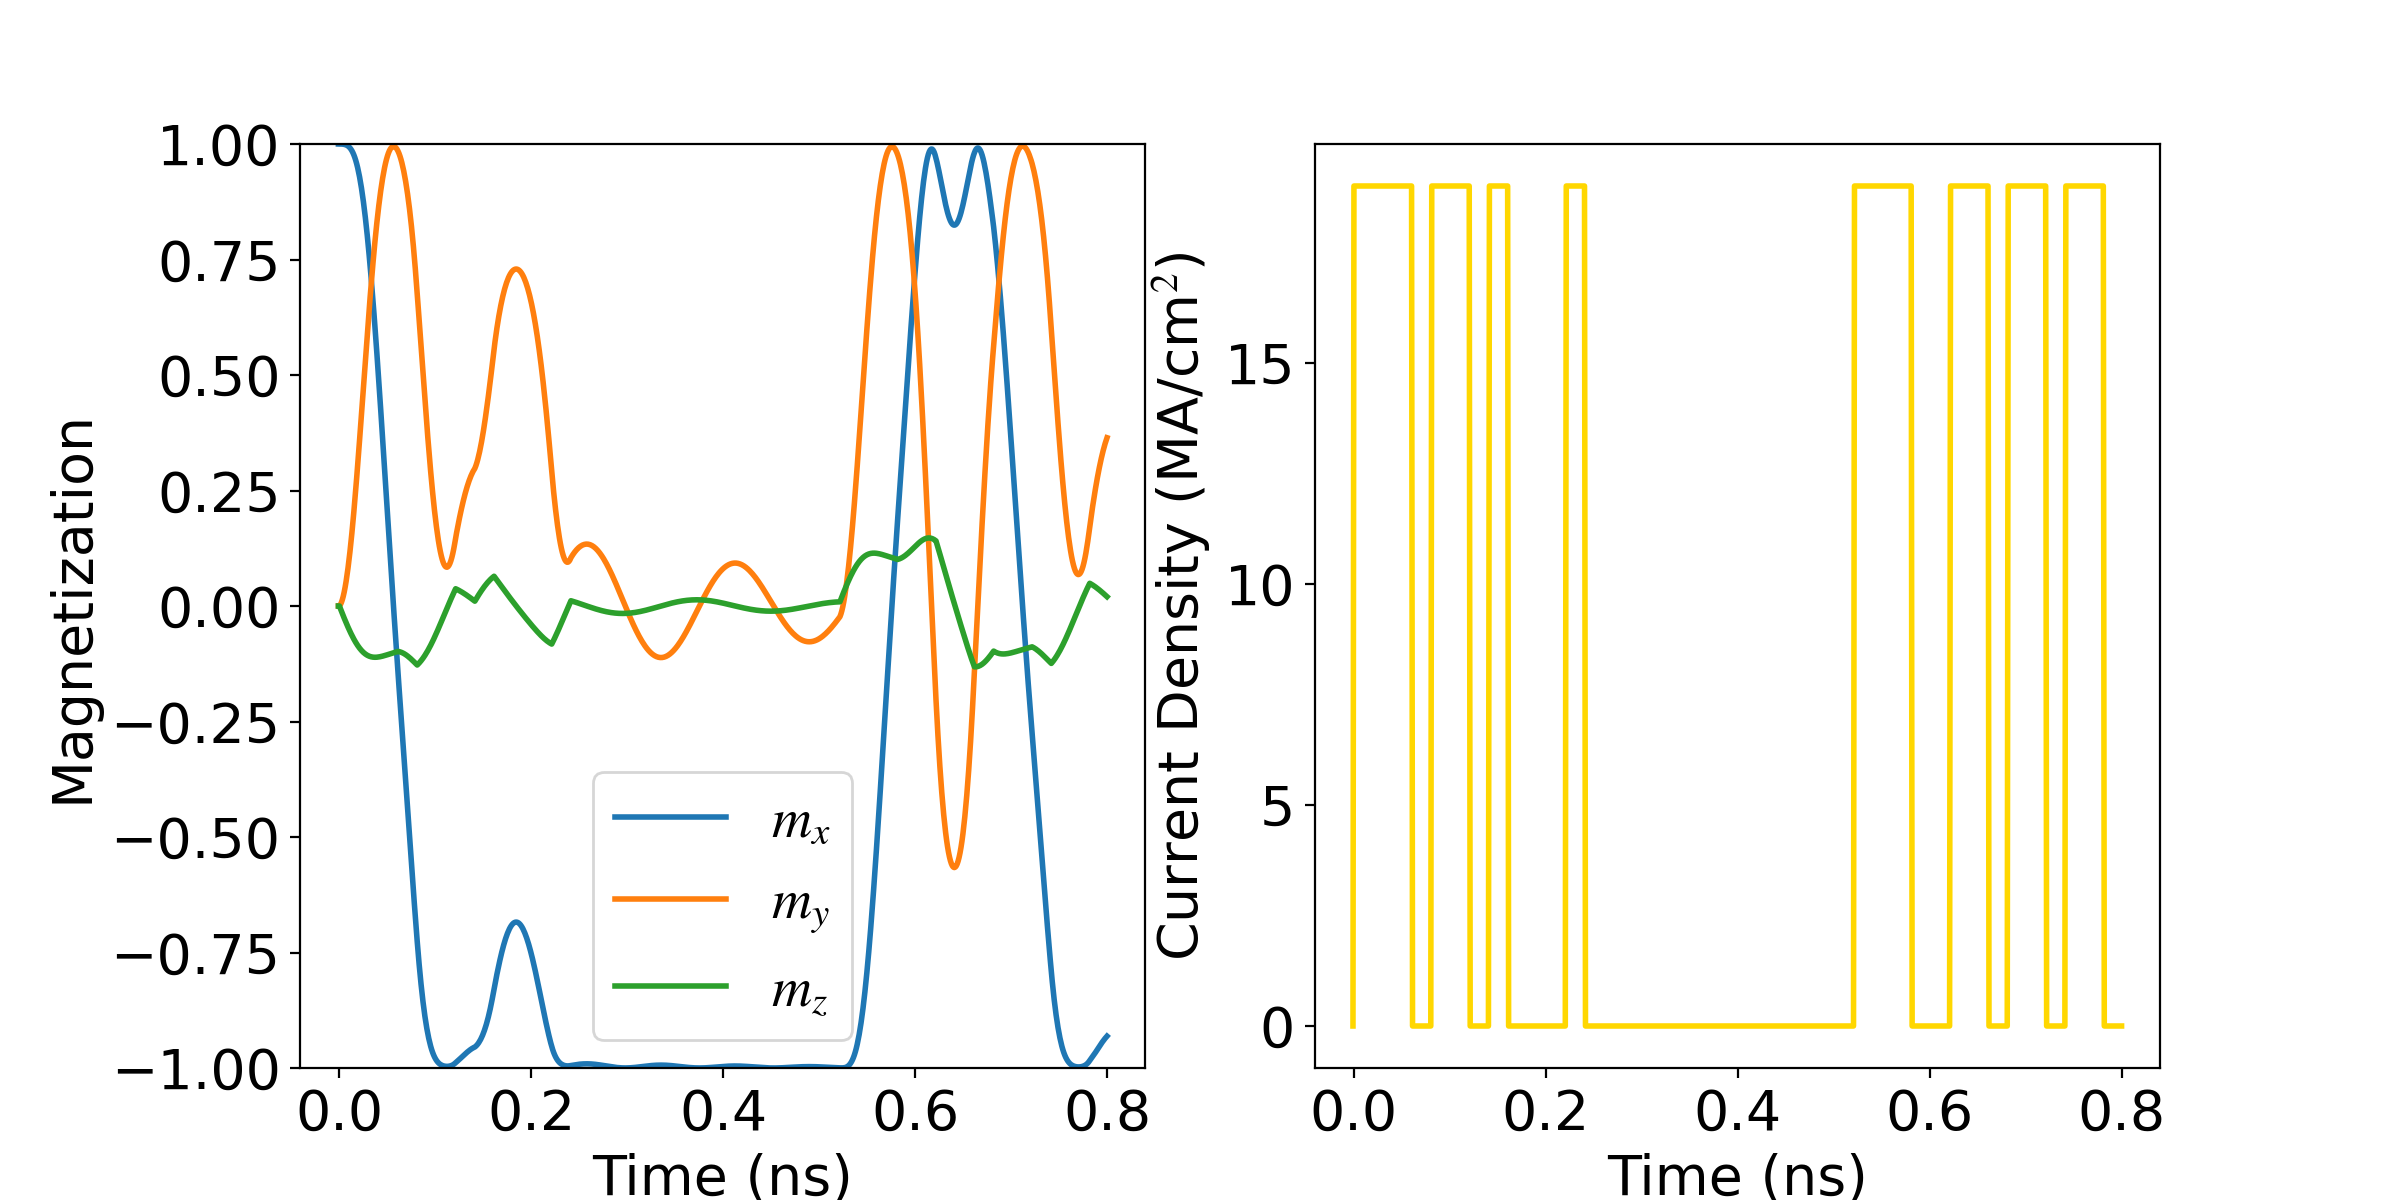 Magnetization
1.00
0.75
0.50
0.25
0.00
−0.25
−0.50
−0.75
−1.00
0.0 0.2 0.4 0.6 0.8
Time (ns)
m_x
m_y
m_z
Current Density (MA/cm²)
15
10
5
0
0.0 0.2 0.4 0.6 0.8
Time (ns)